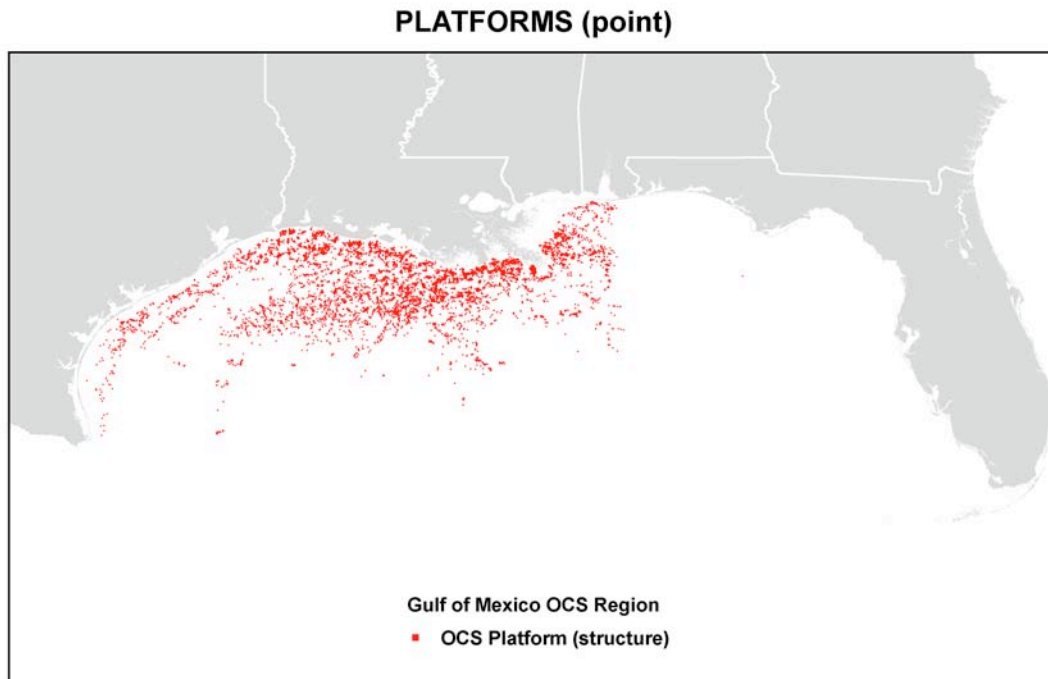 PLATFORMS (point)
Gulf of Mexico OCS Region
OCS Platform (structure)